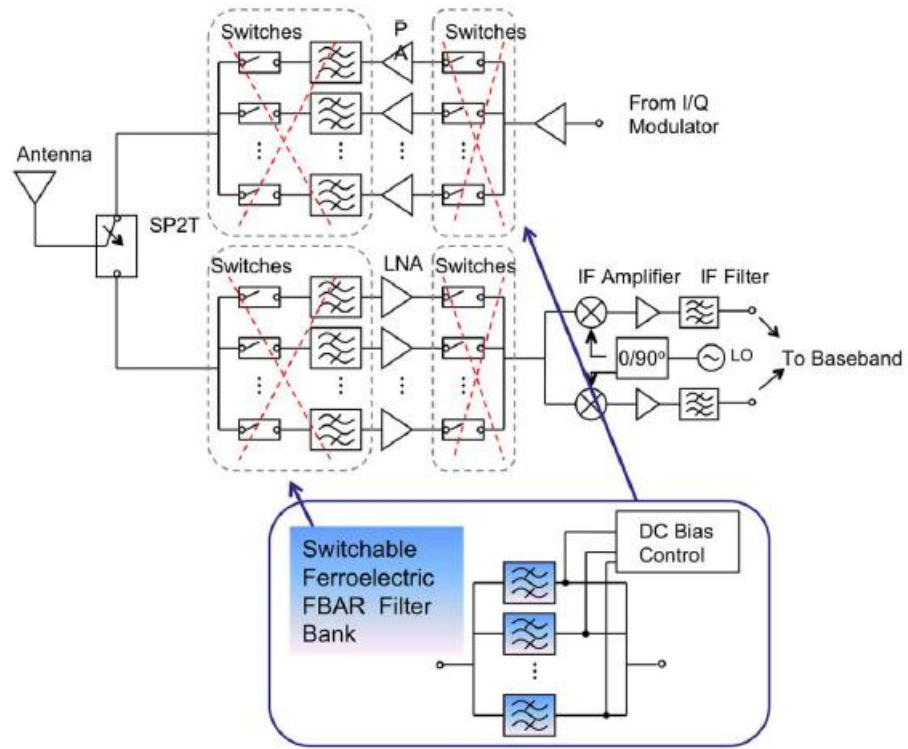 Switches
P
A
Switches
From I/Q
Modulator
Antenna
SP2T
Switches
LNA
Switches
IF Amplifier
IF Filter
0/90º
LO
To Baseband
Switchable
Ferroelectric
FBAR Filter
Bank
DC Bias
Control